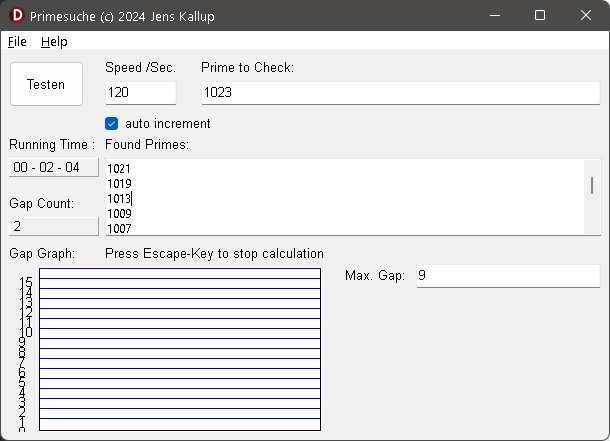 D Primesuche (c) 2024 Jens Kallup
File Help
Speed /Sec. Prime to Check:
Testen 120 1023
auto increment
Running Time : Found Primes:
00 - 02 - 04
1021
1019
1013
1009
1007
Gap Count:
2
Gap Graph: Press Escape-Key to stop calculation
Max. Gap: 9
15
14
13
12
11
10
9
8
7
6
5
4
3
2
1
0